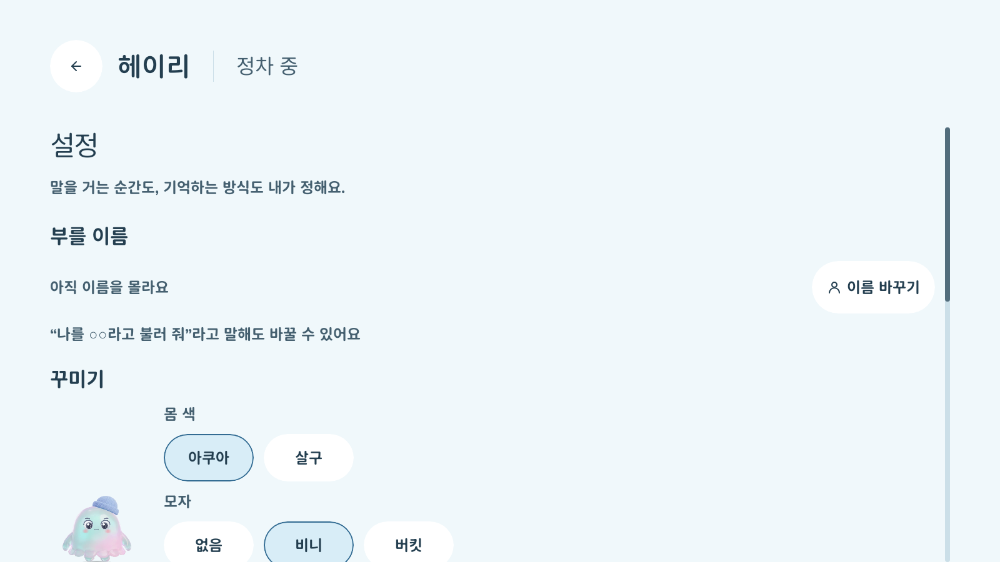 헤이리
정차 중
설정
말을 거는 순간도, 기억하는 방식도 내가 정해요.
부를 이름
아직 이름을 몰라요
이름 바꾸기
“나를 ○○라고 불러 줘”라고 말해도 바꿀 수 있어요
꾸미기
몸 색
아쿠아
살구
모자
없음
비니
버킷